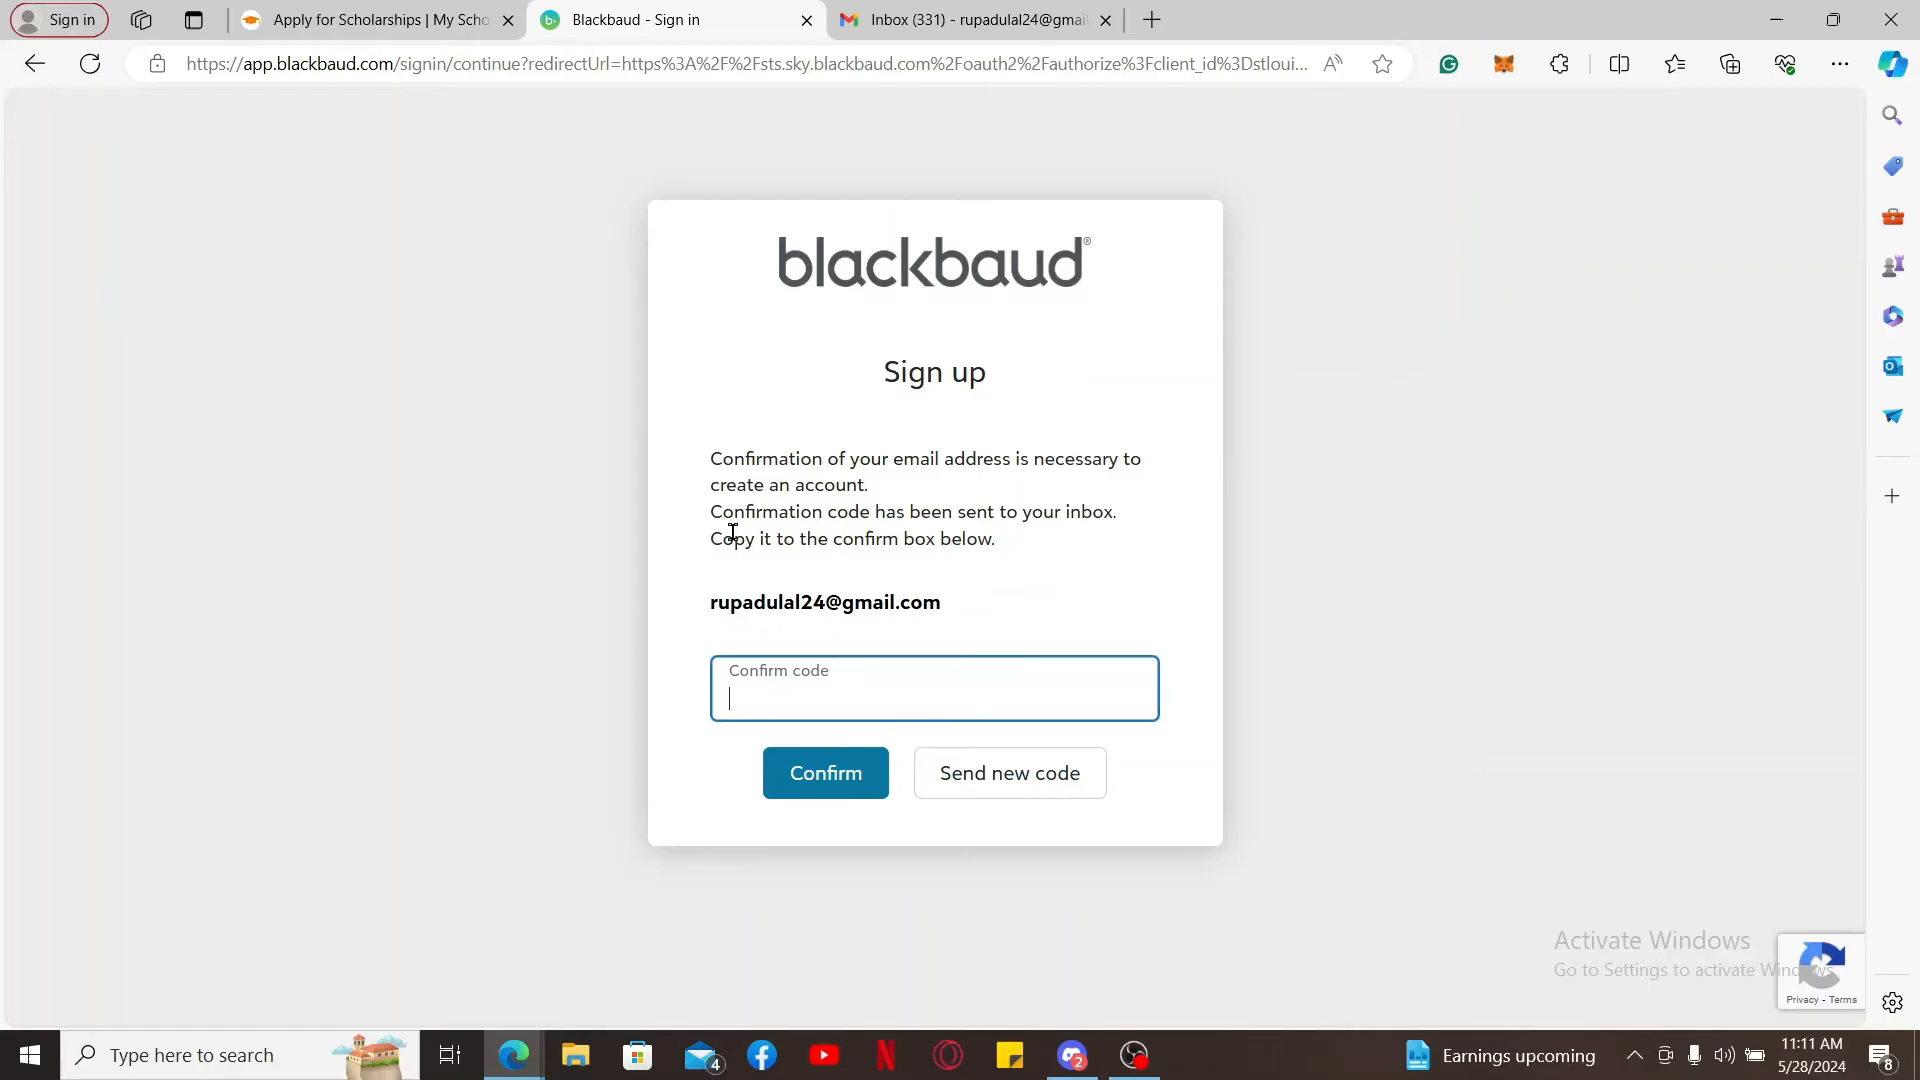 Sign in
Apply for Scholarships | My Scho
Blackbaud - Sign in
Inbox (331) - rupadulal24@gmai
https://app.blackbaud.com/signin/continue?redirectUrl=https%3A%2F%2Fsts.sky.blackbaud.com%2Foauth2%2Fauthorize%3Fclient_id%3Dstloui...
blackbaud®
Sign up
Confirmation of your email address is necessary to
create an account.
Confirmation code has been sent to your inbox.
Copy it to the confirm box below.
rupadulal24@gmail.com
Confirm code
Confirm
Send new code
Activate Windows
Go to Settings to activate Windows.
Privacy - Terms
Type here to search
4
2
Earnings upcoming
11:11 AM
5/28/2024
8